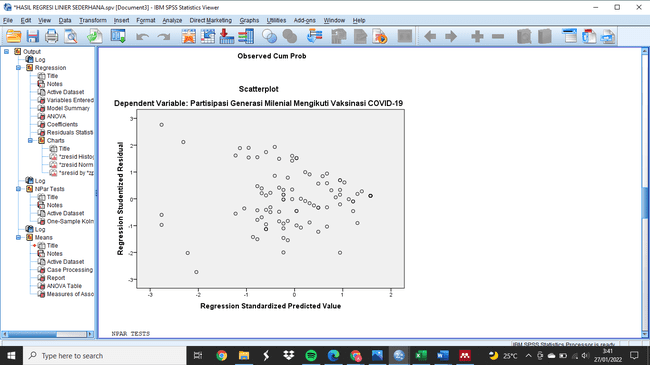 *HASIL REGRESI LINIER SEDERHANA.spv [Document3] - IBM SPSS Statistics Viewer
File Edit View Data Transform Insert Format Analyze Direct Marketing Graphs Utilities Add-ons Window Help
Output
Log
Regression
Title
Notes
Active Dataset
Variables Entered
Model Summary
ANOVA
Coefficients
Residuals Statisti
Charts
Title
*zresid Histog
*zresid Norm
*sresid by *zp
Log
NPar Tests
Title
Notes
Active Dataset
One-Sample Koln
Log
Means
Title
Notes
Active Dataset
Case Processing
Report
ANOVA Table
Measures of Asso
Observed Cum Prob
Scatterplot
Dependent Variable: Partisipasi Generasi Milenial Mengikuti Vaksinasi COVID-19
Regression Studentized Residual
3
2
1
0
-1
-2
-3
-3 -2 -1 0 1 2
Regression Standardized Predicted Value
NPAR TESTS
IBM SPSS Statistics Processor is ready
Type here to search
25°C
3:41
27/01/2022